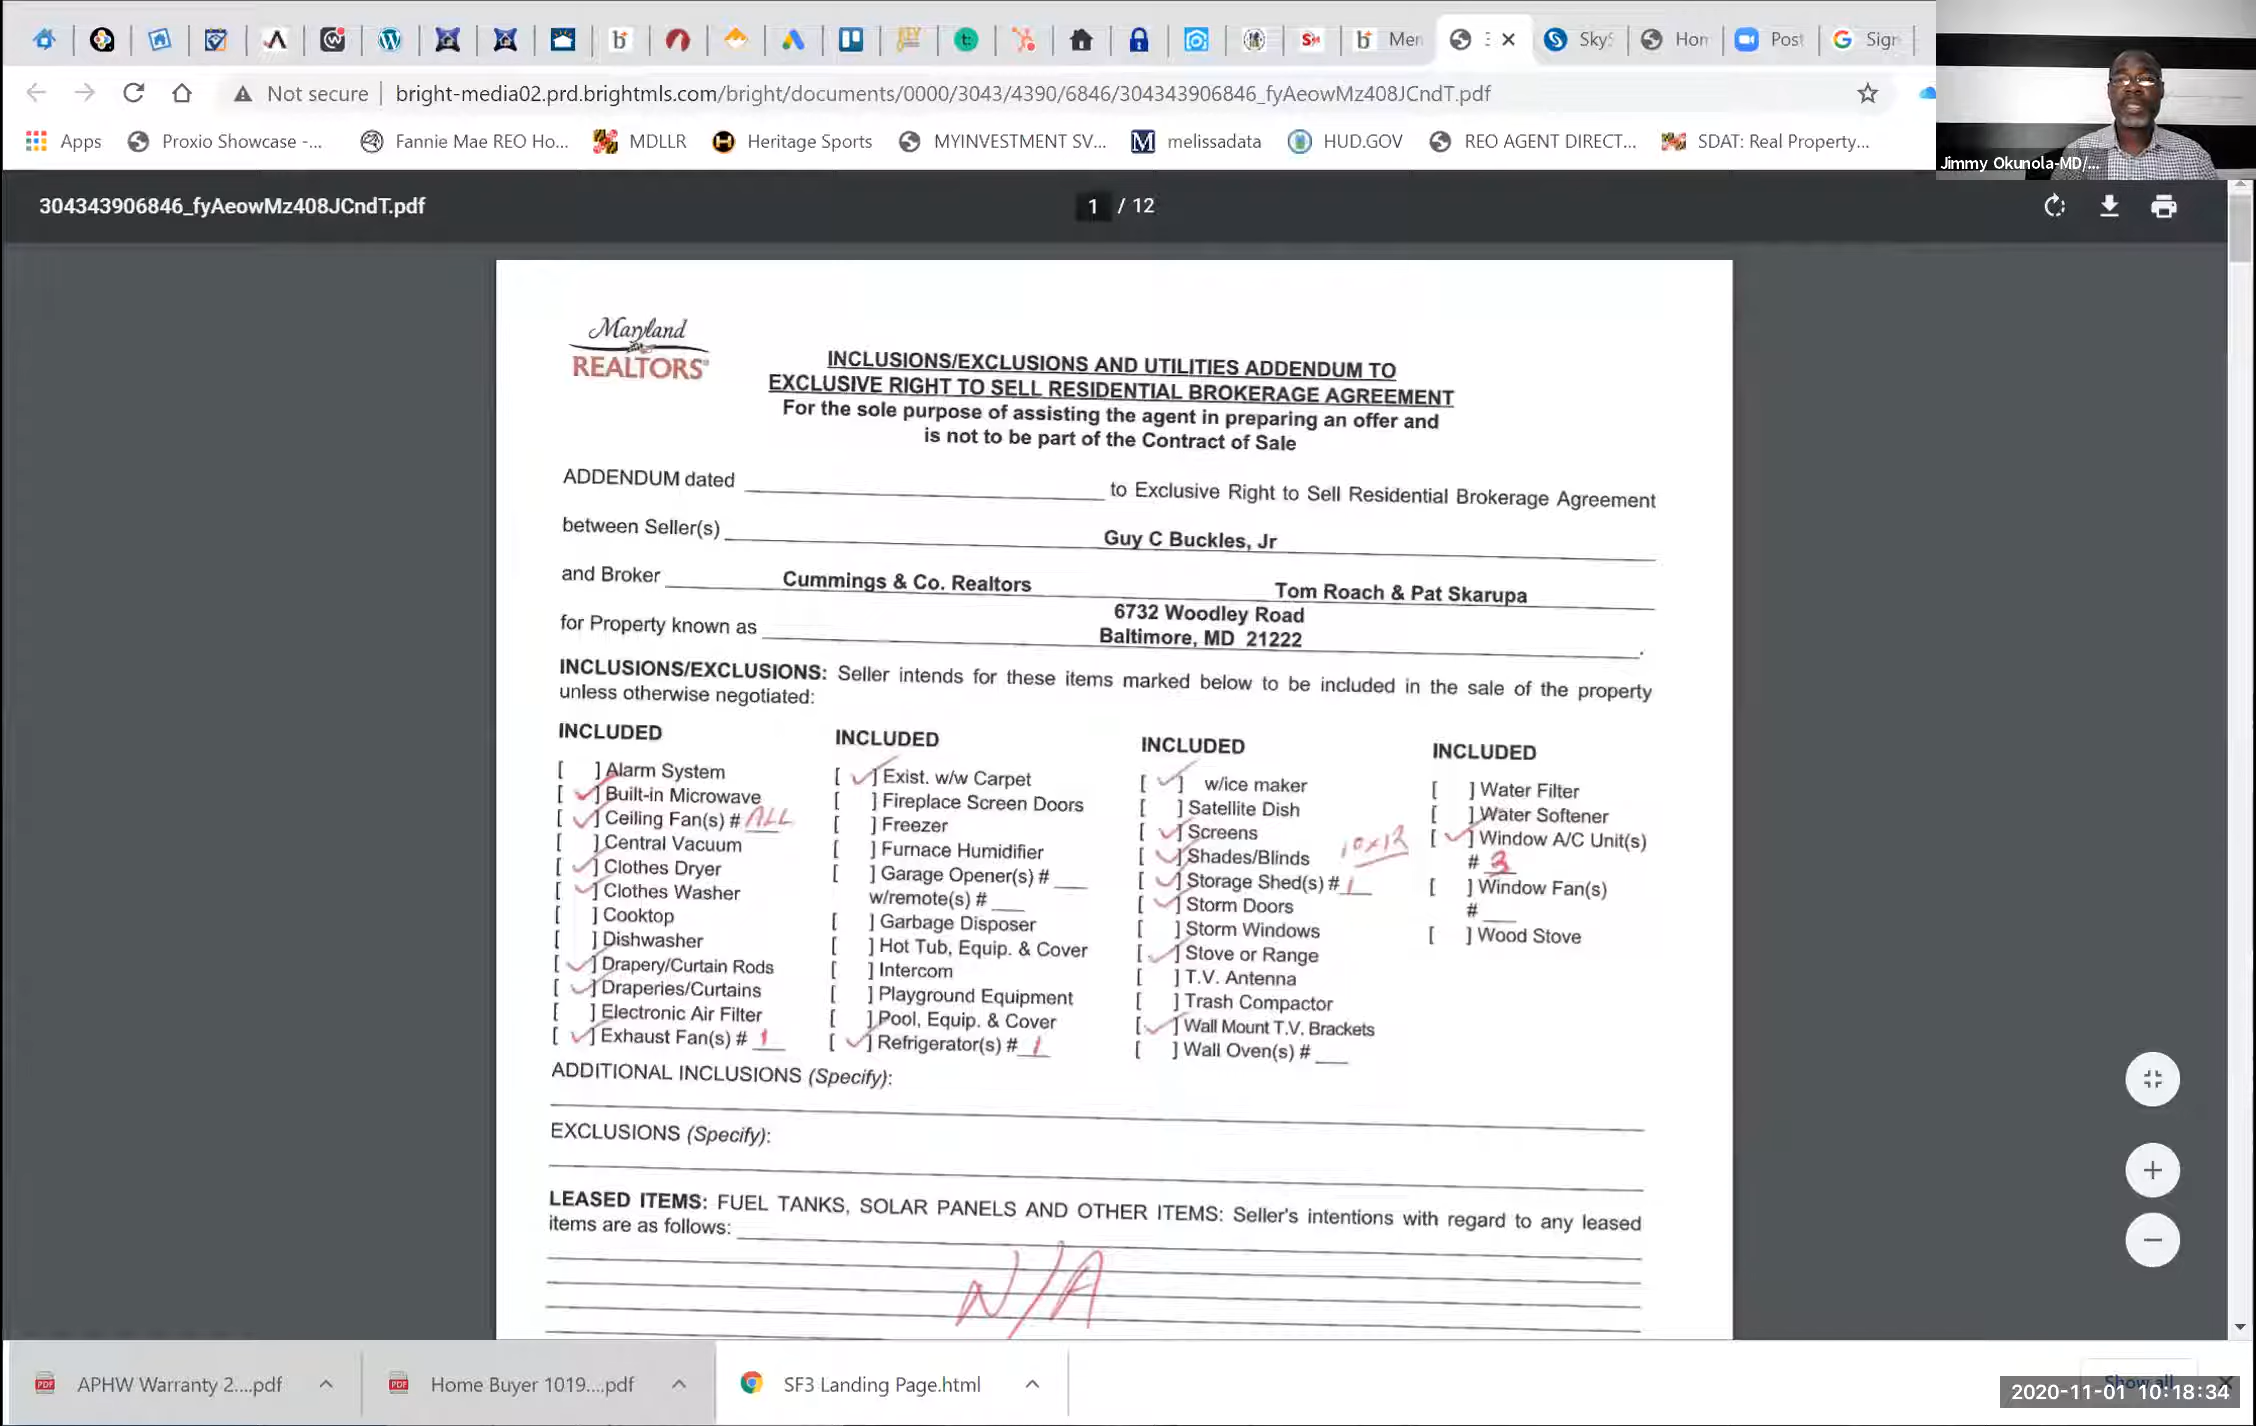 Mer
Sky
Hon
Post
Sign
Not secure
bright-media02.prd.brightmls.com/bright/documents/0000/3043/4390/6846/304343906846_fyAeowMz408JCndT.pdf
Apps
Proxio Showcase -...
Fannie Mae REO Ho...
MDLLR
Heritage Sports
MYINVESTMENT SV...
melissadata
HUD.GOV
REO AGENT DIRECT...
SDAT: Real Property...
Jimmy Okunola-MD/...
304343906846_fyAeowMz408JCndT.pdf
1 / 12
Maryland
REALTORS®
INCLUSIONS/EXCLUSIONS AND UTILITIES ADDENDUM TO
EXCLUSIVE RIGHT TO SELL RESIDENTIAL BROKERAGE AGREEMENT
For the sole purpose of assisting the agent in preparing an offer and
is not to be part of the Contract of Sale
ADDENDUM dated ____ to Exclusive Right to Sell Residential Brokerage Agreement
between Seller(s) Guy C Buckles, Jr
and Broker Cummings & Co. Realtors Tom Roach & Pat Skarupa
6732 Woodley Road
for Property known as Baltimore, MD 21222.
INCLUSIONS/EXCLUSIONS: Seller intends for these items marked below to be included in the sale of the property
unless otherwise negotiated:
INCLUDED
[ ] Alarm System
[✓] Built-in Microwave
[✓] Ceiling Fan(s) # ALL
[ ] Central Vacuum
[✓] Clothes Dryer
[✓] Clothes Washer
[ ] Cooktop
[ ] Dishwasher
[✓] Drapery/Curtain Rods
[✓] Draperies/Curtains
[ ] Electronic Air Filter
[✓] Exhaust Fan(s) # 1
INCLUDED
[✓] Exist. w/w Carpet
[ ] Fireplace Screen Doors
[ ] Freezer
[ ] Furnace Humidifier
[ ] Garage Opener(s) # ___
w/remote(s) # ___
[ ] Garbage Disposer
[ ] Hot Tub, Equip. & Cover
[ ] Intercom
[ ] Playground Equipment
[ ] Pool, Equip. & Cover
[✓] Refrigerator(s) # 1
INCLUDED
[✓] w/ice maker
[ ] Satellite Dish
[✓] Screens
[✓] Shades/Blinds 10x12
[✓] Storage Shed(s) # 1
[✓] Storm Doors
[ ] Storm Windows
[✓] Stove or Range
[ ] T.V. Antenna
[ ] Trash Compactor
[✓] Wall Mount T.V. Brackets
[ ] Wall Oven(s) # ___
INCLUDED
[ ] Water Filter
[ ] Water Softener
[✓] Window A/C Unit(s)
# 3
[ ] Window Fan(s)
# ___
[ ] Wood Stove
ADDITIONAL INCLUSIONS (Specify):
EXCLUSIONS (Specify):
LEASED ITEMS: FUEL TANKS, SOLAR PANELS AND OTHER ITEMS: Seller's intentions with regard to any leased
items are as follows:
N/A
APHW Warranty 2....pdf
Home Buyer 1019....pdf
SF3 Landing Page.html
Show all
2020-11-01 10:18:34